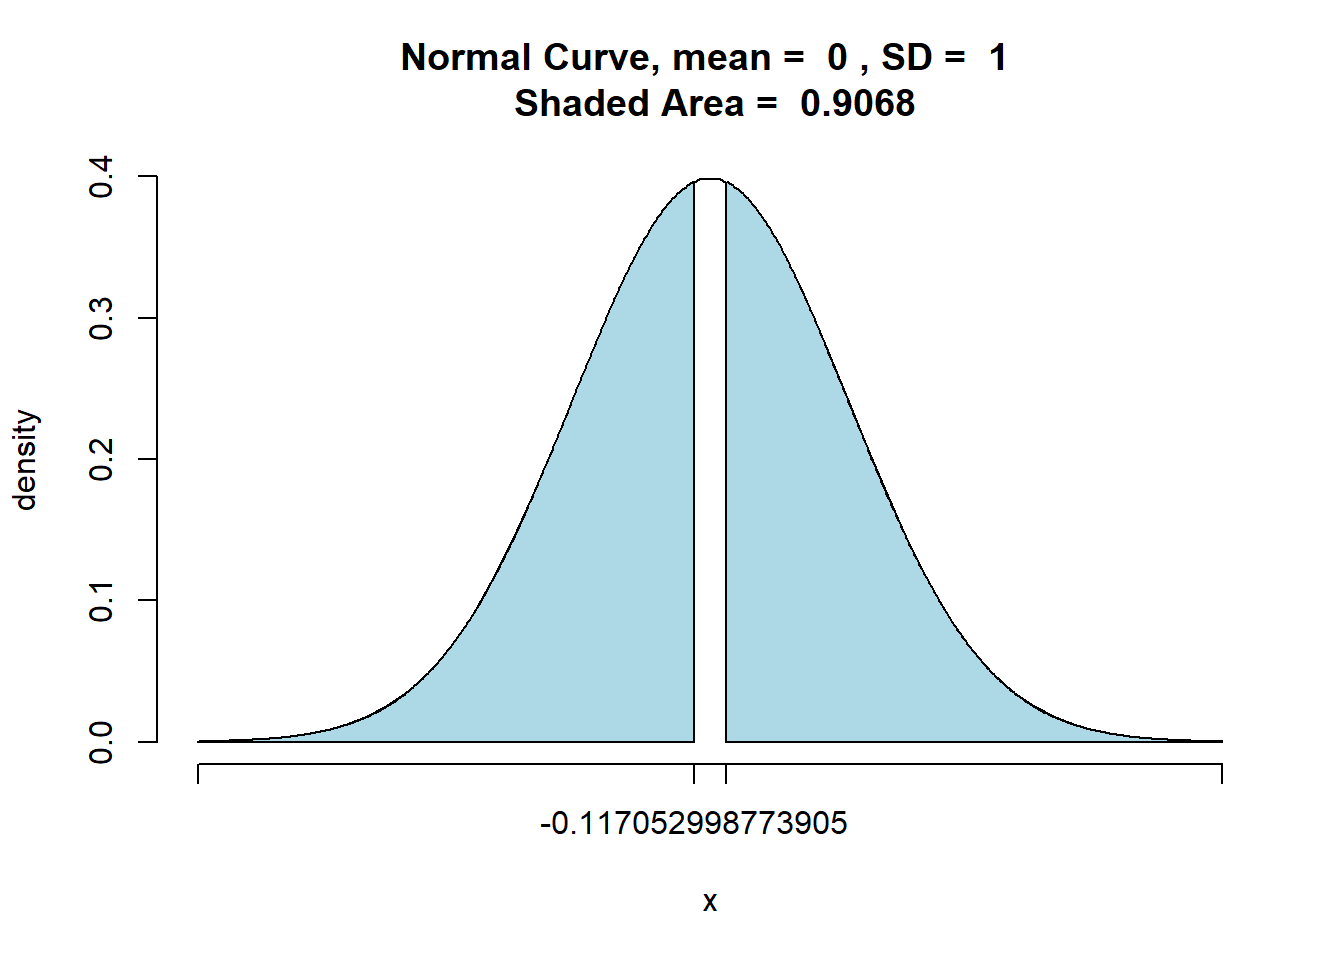 Normal Curve, mean =  0 , SD =  1
Shaded Area =  0.9068
0.4
0.3
0.2
0.1
0.0
density
-0.117052998773905
x